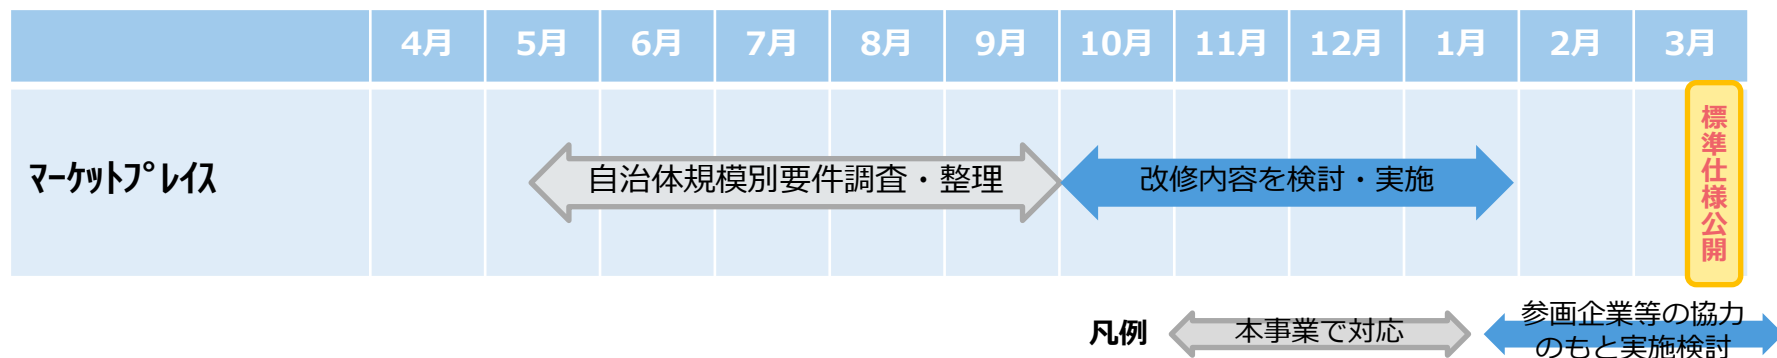 4月 5月 6月 7月 8月 9月 10月 11月 12月 1月 2月 3月
ﾏｰｹｯﾄﾌﾟﾚｲｽ
自治体規模別要件調査・整理
改修内容を検討・実施
標準仕様公開
凡例
本事業で対応
参画企業等の協力
のもと実施検討